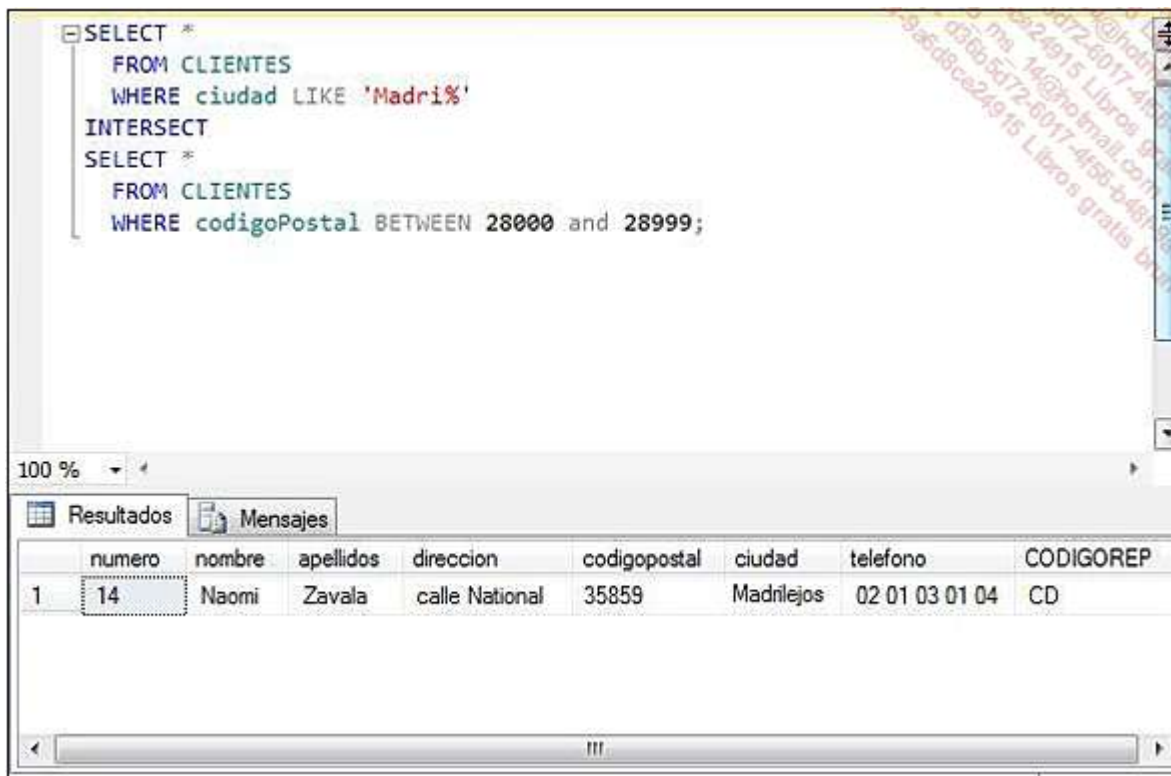 SELECT *
FROM CLIENTES
WHERE ciudad LIKE 'Madri%'
INTERSECT
SELECT *
FROM CLIENTES
WHERE codigoPostal BETWEEN 28000 and 28999;
100 %
Resultados Mensajes
numero nombre apellidos direccion codigopostal ciudad telefono CODIGOREP
1 14 Naomi Zavala calle National 35859 Madrilejos 02 01 03 01 04 CD